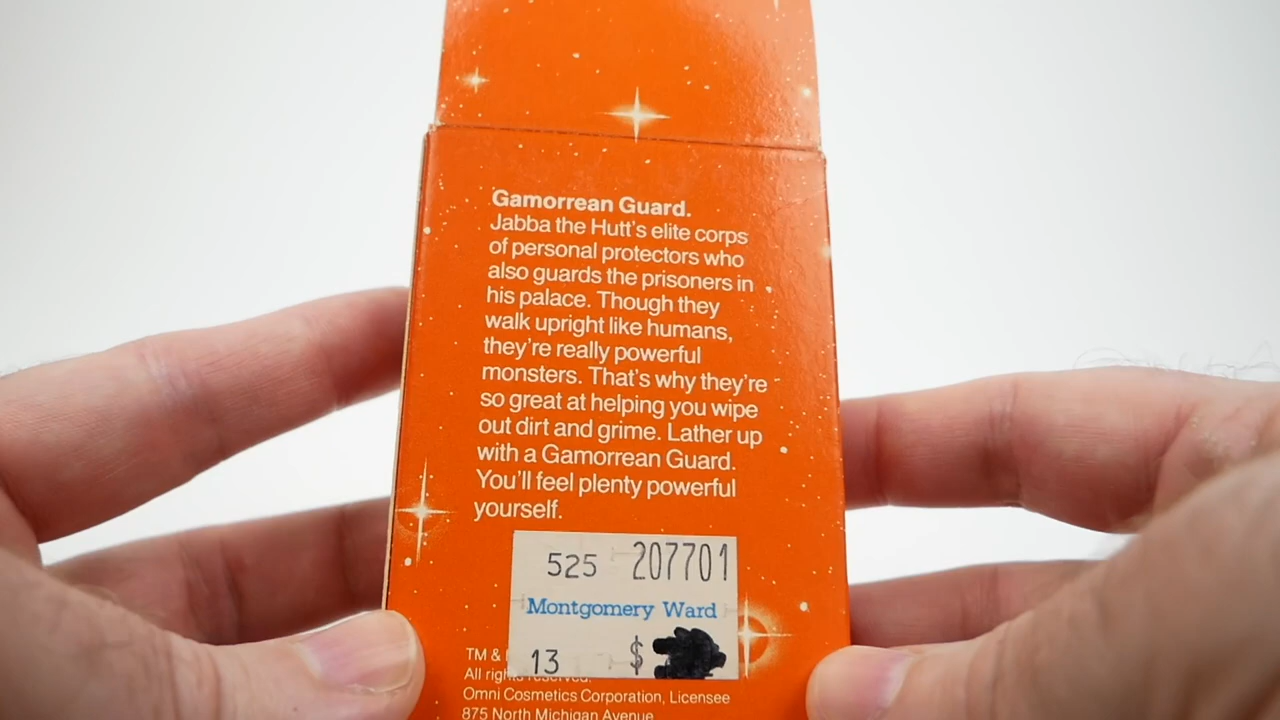 Gamorrean Guard.
Jabba the Hutt's elite corps
of personal protectors who
also guards the prisoners in
his palace. Though they
walk upright like humans,
they're really powerful
monsters. That's why they're
so great at helping you wipe
out dirt and grime. Lather up
with a Gamorrean Guard.
You'll feel plenty powerful
yourself.
525 207701
Montgomery Ward
13 $
TM &
All rights reserved.
Omni Cosmetics Corporation, Licensee
875 North Michigan Avenue